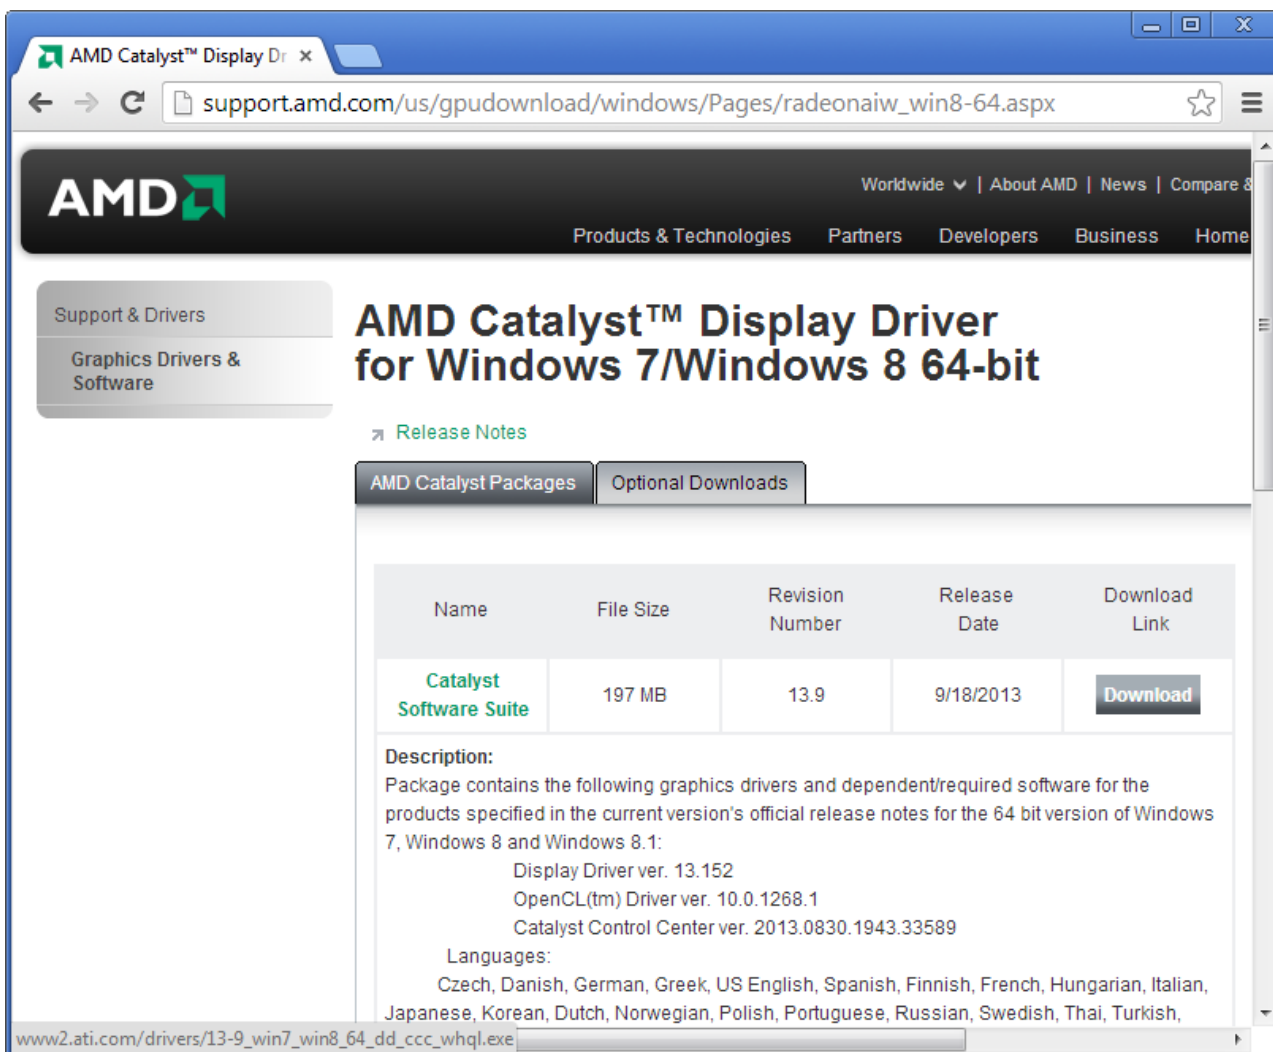 AMD Catalyst™ Display Dr
support.amd.com/us/gpudownload/windows/Pages/radeonaiw_win8-64.aspx
AMD
Worldwide | About AMD | News | Compare &
Products & Technologies Partners Developers Business Home
Support & Drivers
Graphics Drivers &
Software
AMD Catalyst™ Display Driver
for Windows 7/Windows 8 64-bit
Release Notes
AMD Catalyst Packages Optional Downloads
Name File Size Revision Number Release Date Download Link
Catalyst Software Suite 197 MB 13.9 9/18/2013 Download
Description:
Package contains the following graphics drivers and dependent/required software for the
products specified in the current version's official release notes for the 64 bit version of Windows
7, Windows 8 and Windows 8.1:
Display Driver ver. 13.152
OpenCL(tm) Driver ver. 10.0.1268.1
Catalyst Control Center ver. 2013.0830.1943.33589
Languages:
Czech, Danish, German, Greek, US English, Spanish, Finnish, French, Hungarian, Italian,
Japanese, Korean, Dutch, Norwegian, Polish, Portuguese, Russian, Swedish, Thai, Turkish,
www2.ati.com/drivers/13-9_win7_win8_64_dd_ccc_whql.exe